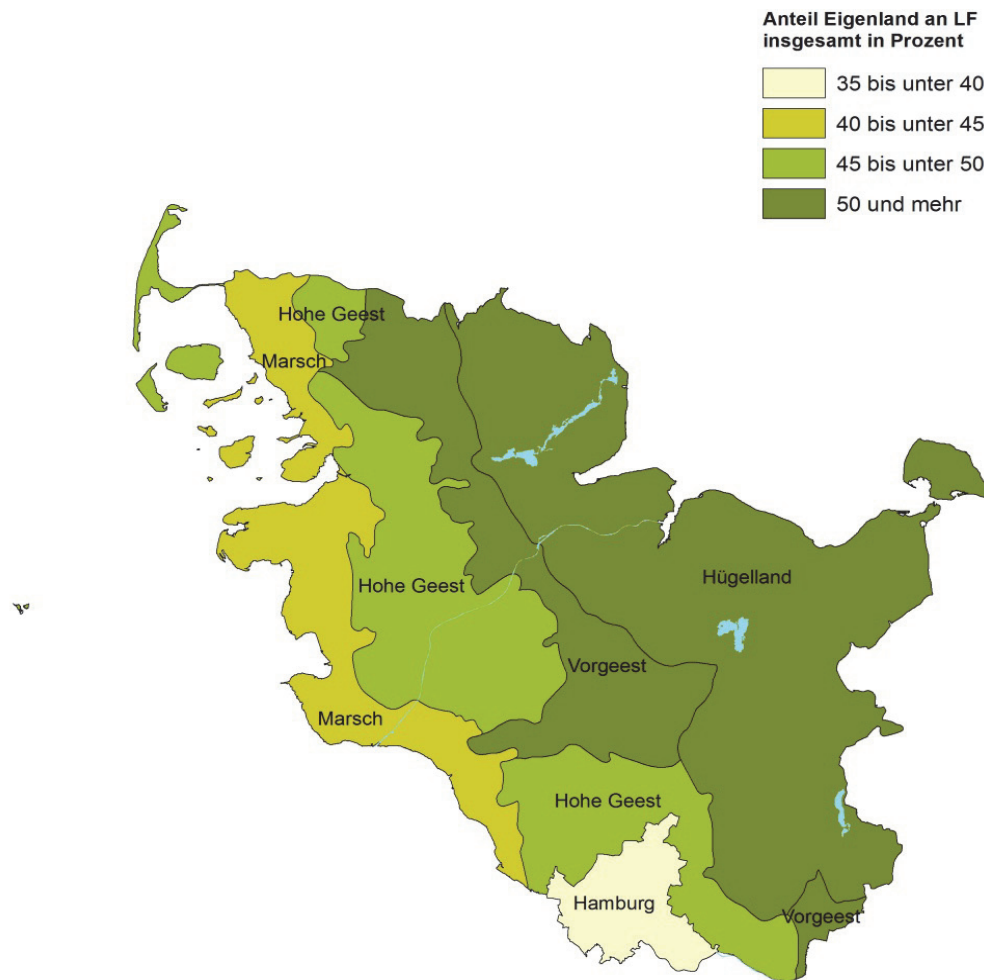 Anteil Eigenland an LF
insgesamt in Prozent
35 bis unter 40
40 bis unter 45
45 bis unter 50
50 und mehr
Hohe Geest
Marsch
Hügelland
Hohe Geest
Vorgeest
Marsch
Hohe Geest
Hamburg
Vorgeest